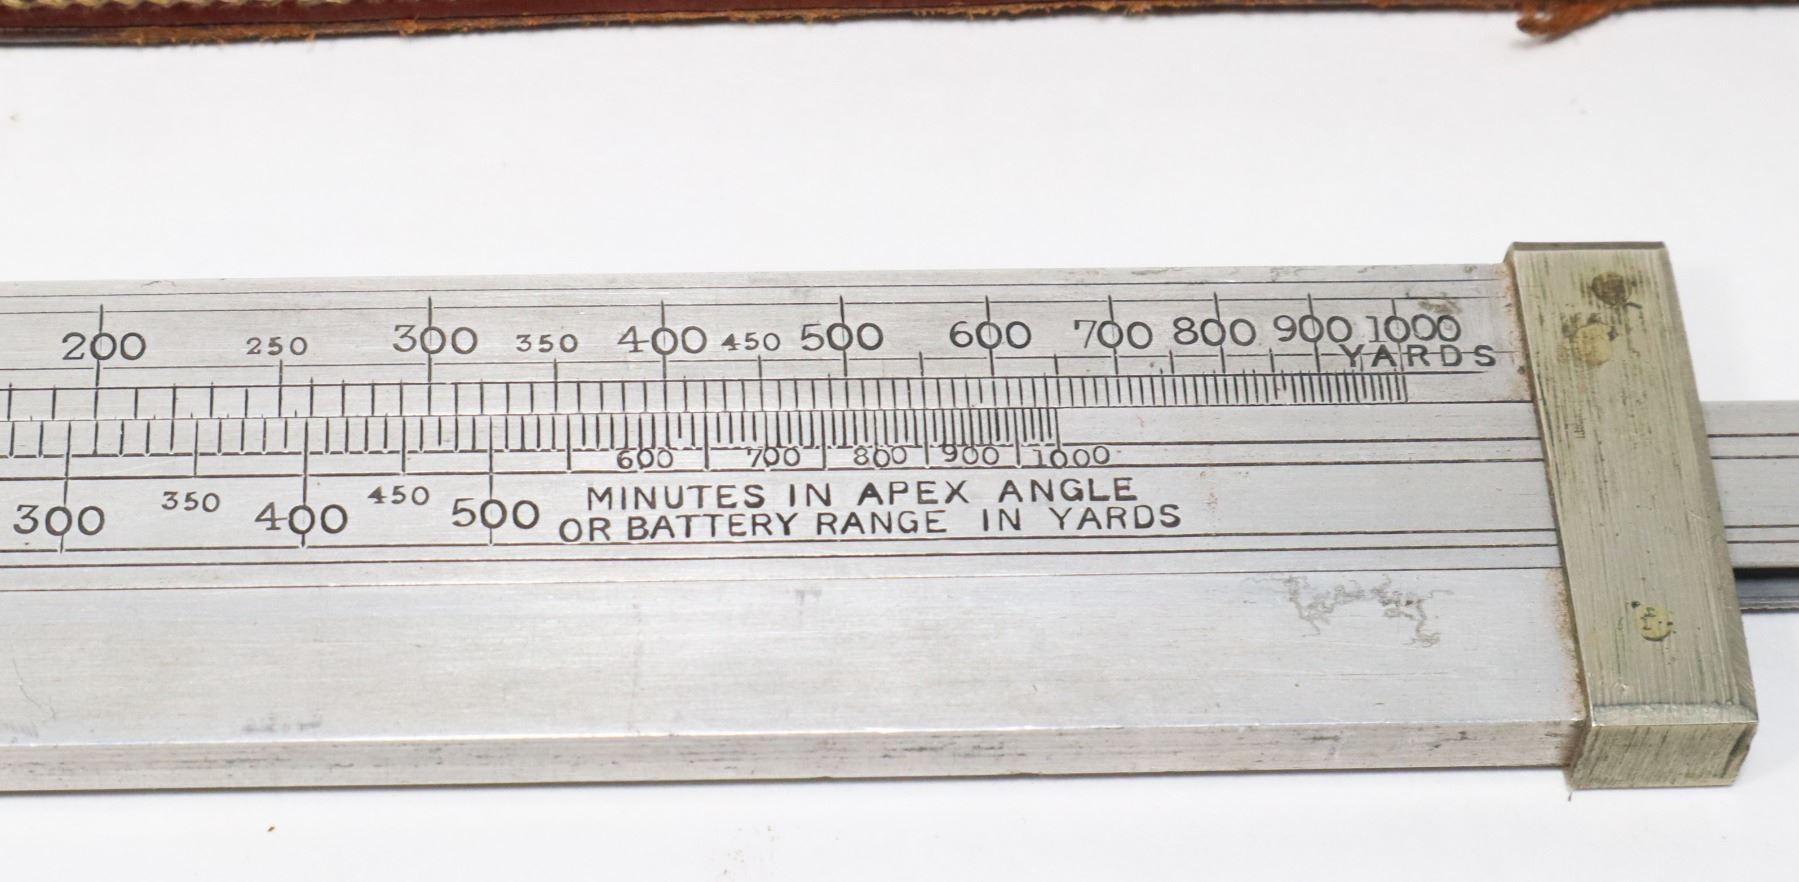 200 250 300 350 400 450 500 600 700 800 900 1000
YARDS
600 700 800 900 1000
300 350 400 450 500
MINUTES IN APEX ANGLE
OR BATTERY RANGE IN YARDS